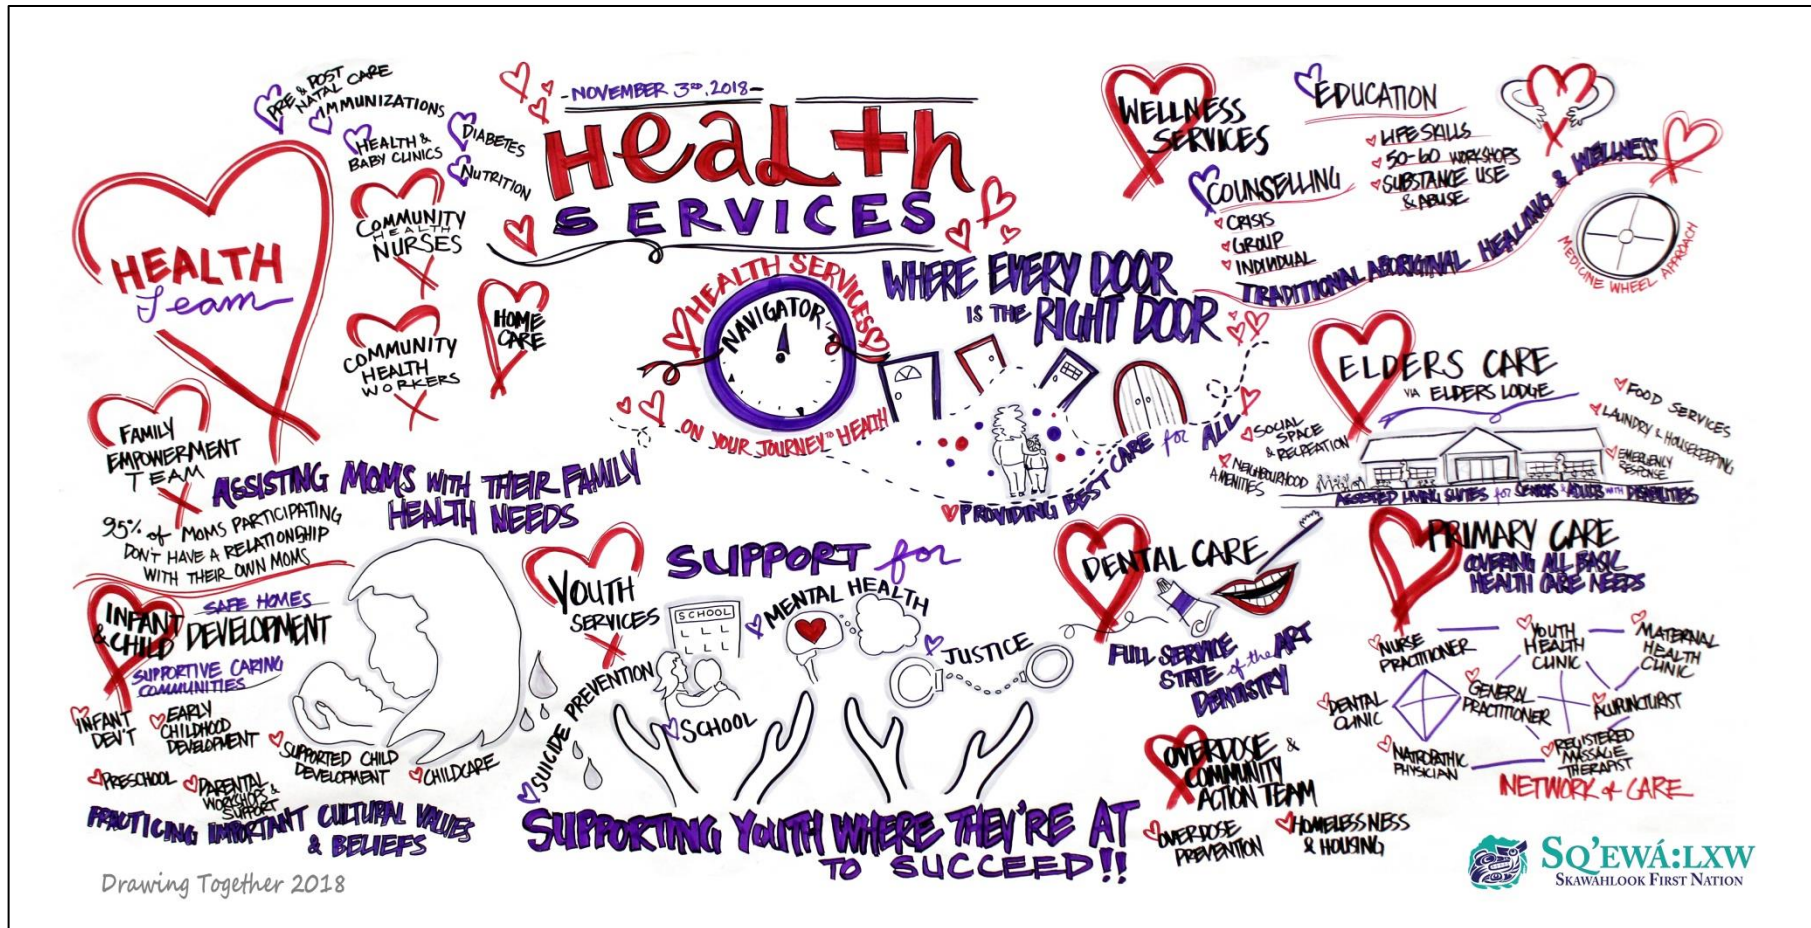 - NOVEMBER 3RD, 2018 -
HEALTH
SERVICES
PRE & POST
NATAL CARE
IMMUNIZATIONS
HEALTH &
BABY CLINICS
DIABETES
NUTRITION
HEALTH
Team
COMMUNITY
HEALTH
NURSES
COMMUNITY
HEALTH
WORKERS
HOME
CARE
FAMILY
EMPOWERMENT
TEAM
ASSISTING MOMS WITH THEIR FAMILY
HEALTH NEEDS
95% of MOMS PARTICIPATING
DON'T HAVE A RELATIONSHIP
WITH THEIR OWN MOMS
INFANT
& CHILD DEVELOPMENT
SAFE HOMES
SUPPORTIVE CARING
COMMUNITIES
INFANT
DEV'T
EARLY
CHILDHOOD
DEVELOPMENT
SUPPORTED CHILD
DEVELOPMENT
CHILDCARE
PRESCHOOL
PARENTAL
WORKSHOPS &
SUPPORT
PRACTICING IMPORTANT CULTURAL VALUES
& BELIEFS
HEALTH SERVICES
NAVIGATOR
ON YOUR JOURNEY TO HEALTH
WHERE EVERY DOOR
IS THE RIGHT DOOR
PROVIDING BEST CARE for ALL
YOUTH
SERVICES
SUPPORT for
SCHOOL
SCHOOL
MENTAL HEALTH
JUSTICE
SUICIDE PREVENTION
SUPPORTING YOUTH WHERE THEY'RE AT
TO SUCCEED!!
WELLNESS
SERVICES
EDUCATION
LIFE SKILLS
50-60 WORKSHOPS
SUBSTANCE USE
& ABUSE
COUNSELLING
CRISIS
GROUP
INDIVIDUAL
TRADITIONAL ABORIGINAL HEALING & WELLNESS
MEDICINE WHEEL APPROACH
ELDERS CARE
VIA ELDERS LODGE
SOCIAL
SPACE
& RECREATION
NEIGHBOURHOOD
AMENITIES
FOOD SERVICES
LAUNDRY & HOUSEKEEPING
EMERGENCY
RESPONSE
ASSISTED LIVING SUITES for SENIORS & ADULTS WITH DISABILITIES
DENTAL CARE
FULL SERVICE
STATE of the ART
DENTISTRY
PRIMARY CARE
COVERING ALL BASIC
HEALTH CARE NEEDS
NURSE
PRACTITIONER
YOUTH
HEALTH
CLINIC
MATERNAL
HEALTH
CLINIC
DENTAL
CLINIC
GENERAL
PRACTITIONER
ACUPUNCTURIST
NATROPATHIC
PHYSICIAN
REGISTERED
MASSAGE
THERAPIST
NETWORK of CARE
OVERDOSE &
COMMUNITY
ACTION TEAM
OVERDOSE
PREVENTION
HOMELESSNESS
& HOUSING
Drawing Together 2018
SQ'EWÁ:LXW
SKAWAHLOOK FIRST NATION